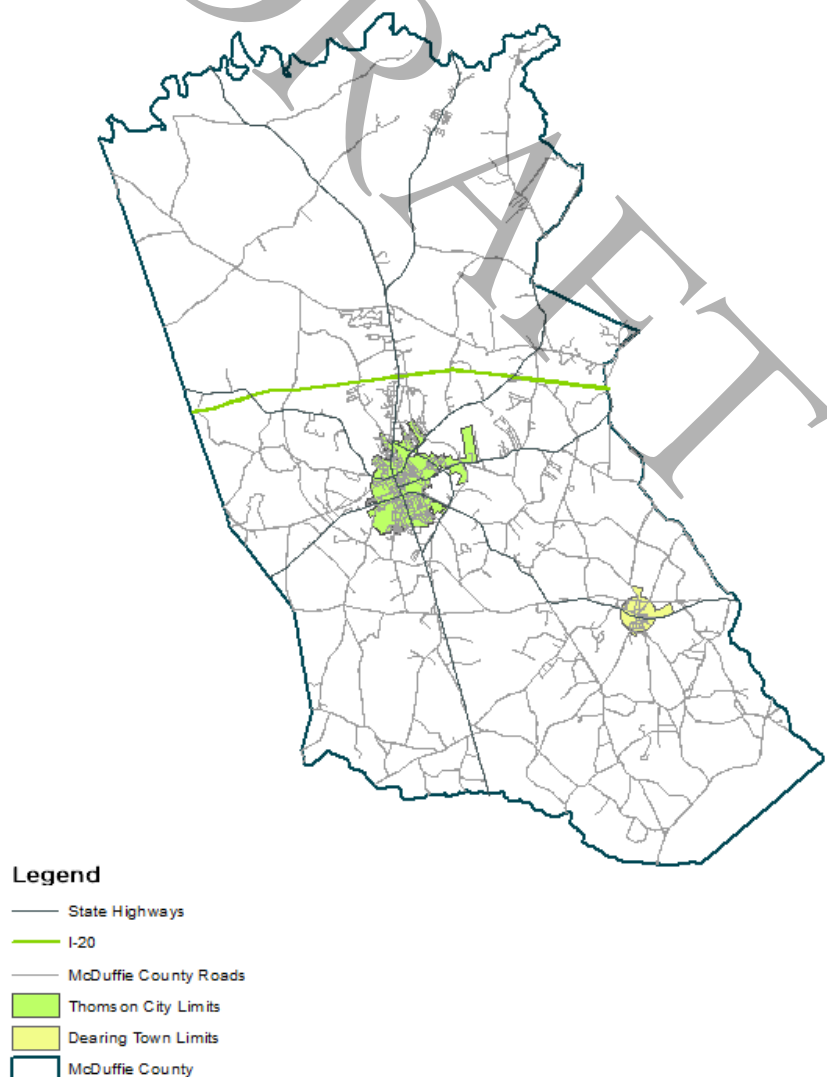 DRAFT
Legend
State Highways
I-20
McDuffie County Roads
Thomson City Limits
Dearing Town Limits
McDuffie County